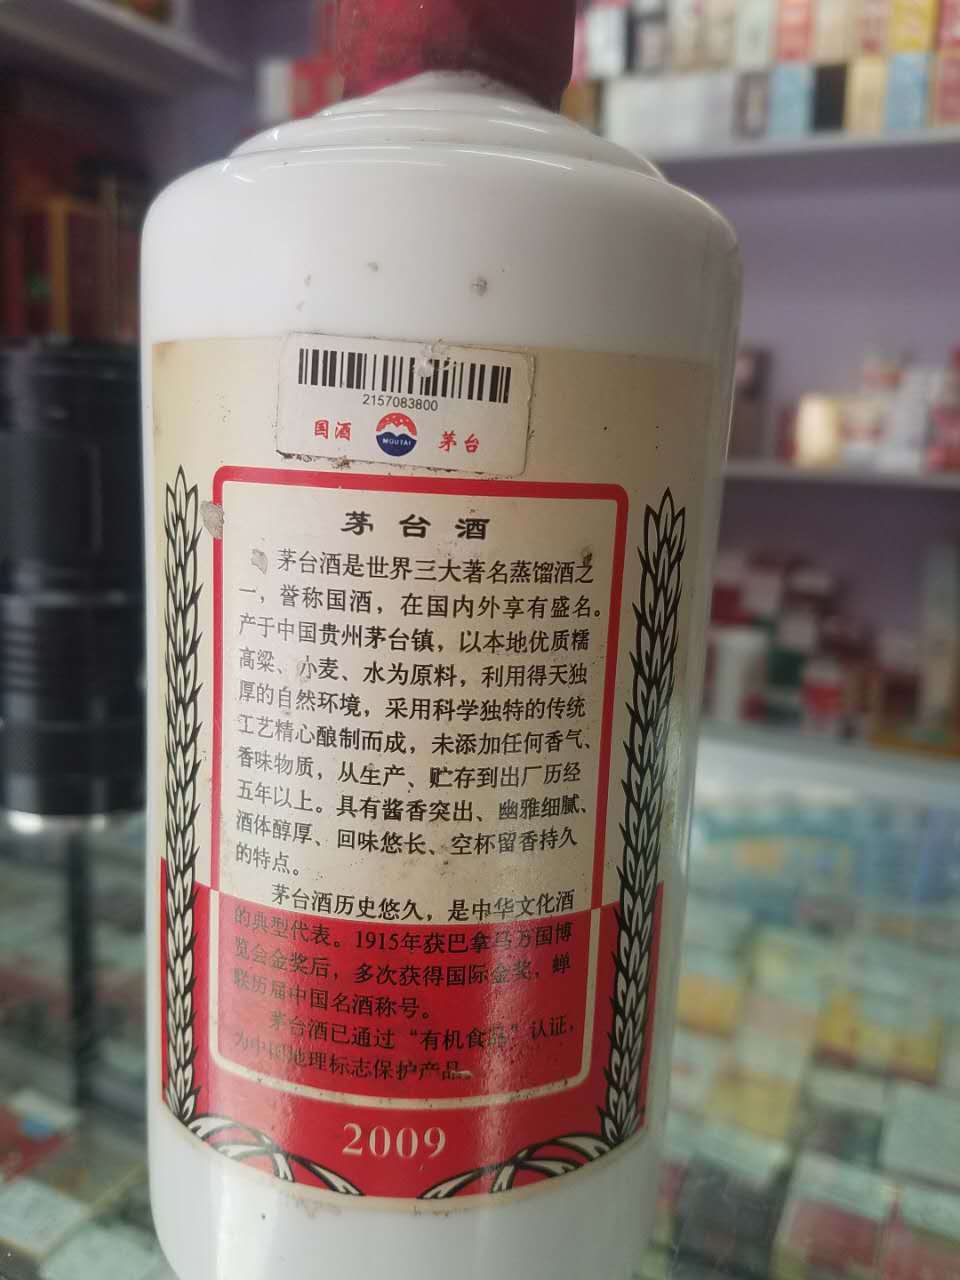 2157083800
国酒 MOUTAI 茅台
茅台酒
茅台酒是世界三大著名蒸馏酒之
一，誉称国酒，在国内外享有盛名。
产于中国贵州茅台镇，以本地优质糯
高粱、小麦、水为原料，利用得天独
厚的自然环境，采用科学独特的传统
工艺精心酿制而成，未添加任何香气、
香味物质，从生产、贮存到出厂历经
五年以上。具有酱香突出、幽雅细腻、
酒体醇厚、回味悠长、空杯留香持久
的特点。
茅台酒历史悠久，是中华文化酒
的典型代表。1915年获巴拿马万国博
览会金奖后，多次获得国际金奖，蝉
联历届中国名酒称号。
茅台酒已通过“有机食品”认证，
为中国地理标志保护产品。
2009